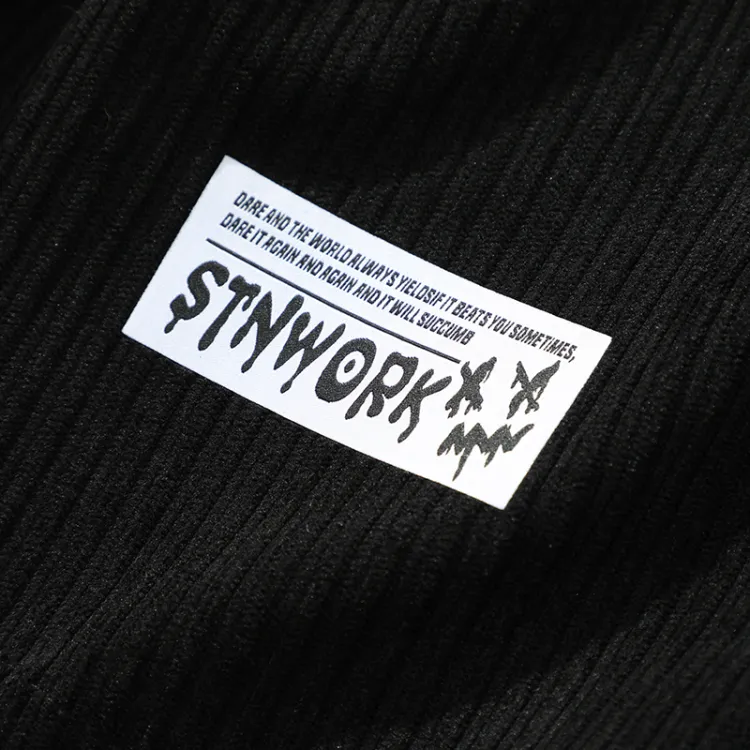 DARE AND THE WORLD ALWAYS YIELDSIF IT BEATS YOU SOMETIMES,
DARE IT AGAIN AND AGAIN AND IT WILL SUCCUMB
STNWORK